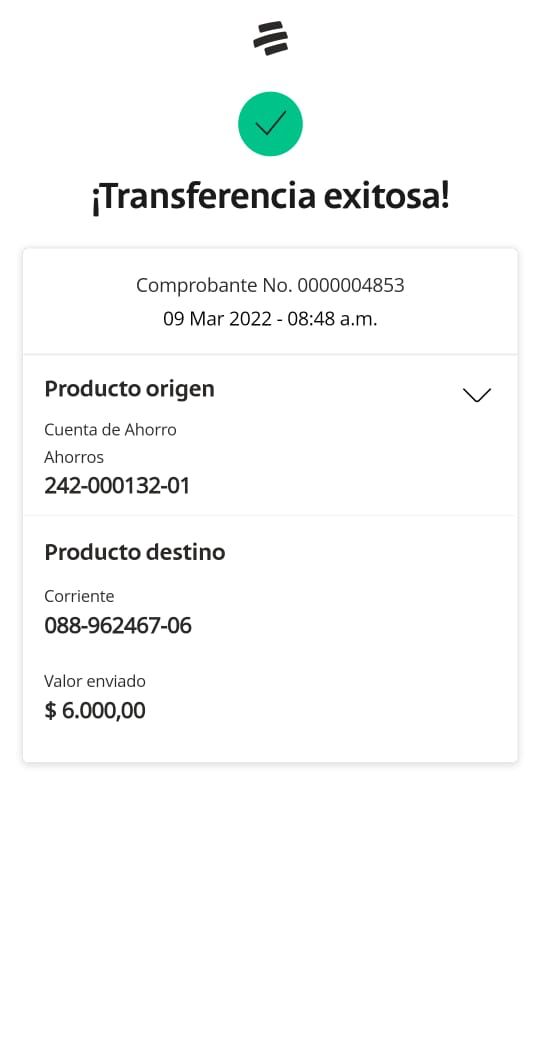 ¡Transferencia exitosa!
Comprobante No. 0000004853
09 Mar 2022 - 08:48 a.m.
Producto origen
Cuenta de Ahorro
Ahorros
242-000132-01
Producto destino
Corriente
088-962467-06
Valor enviado
$ 6.000,00